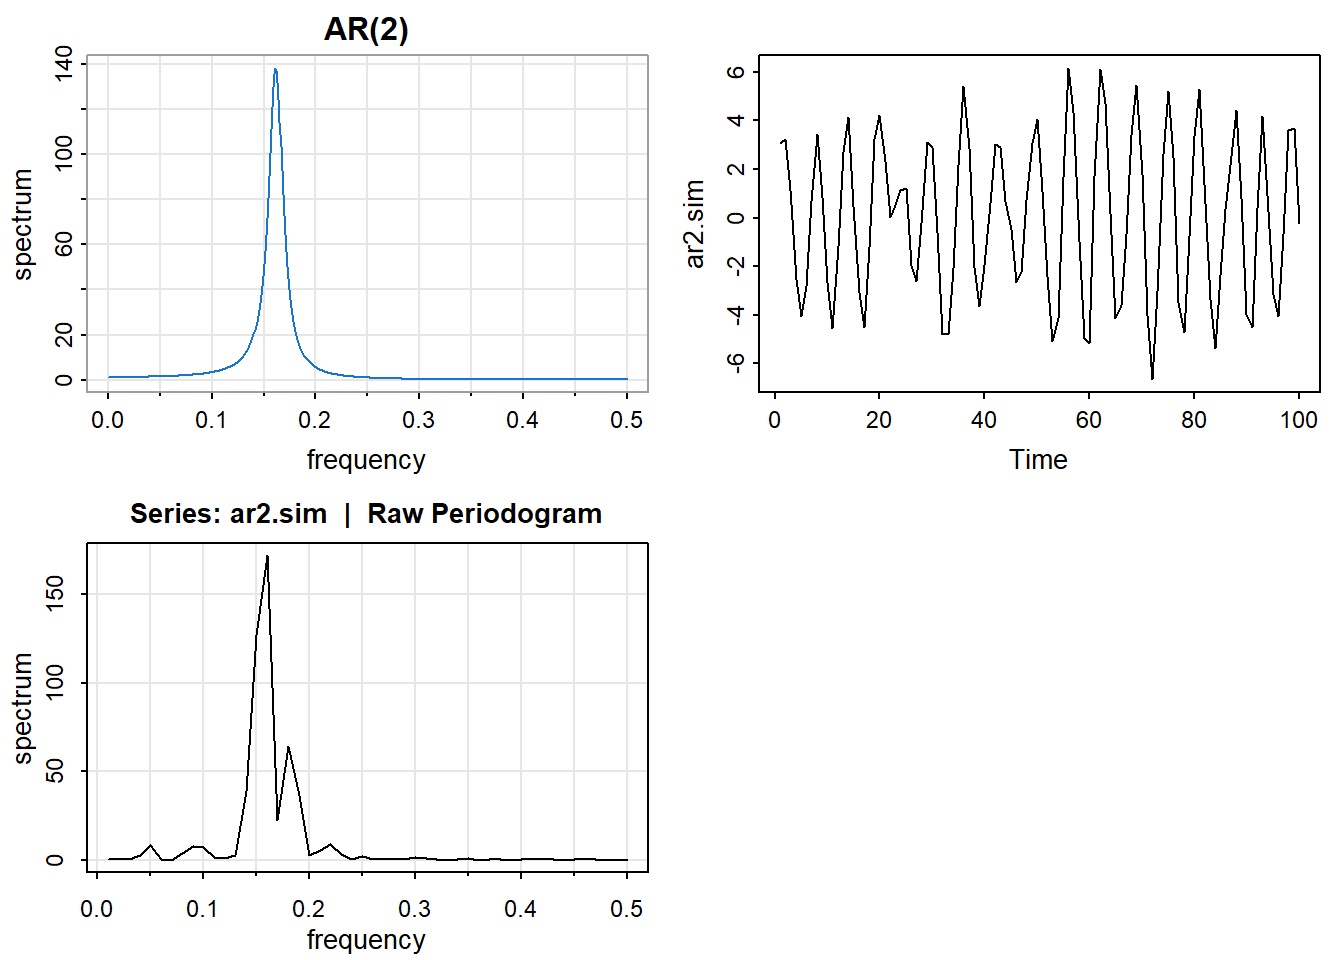 AR(2)
spectrum
0 20 60 100 140
0.0 0.1 0.2 0.3 0.4 0.5
frequency
ar2.sim
-6 -4 -2 0 2 4 6
0 20 40 60 80 100
Time
Series: ar2.sim | Raw Periodogram
spectrum
0 50 100 150
0.0 0.1 0.2 0.3 0.4 0.5
frequency